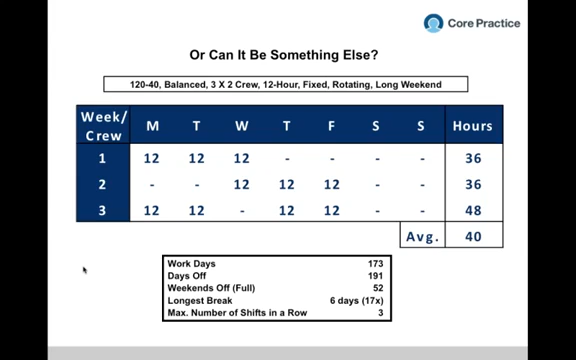 Core Practice
Or Can It Be Something Else?
120-40, Balanced, 3 X 2 Crew, 12-Hour, Fixed, Rotating, Long Weekend
Week/ Crew M T W T F S S Hours
1 12 12 12 - - - - 36
2 - - 12 12 12 - - 36
3 12 12 - 12 12 - - 48
Avg. 40
Work Days 173
Days Off 191
Weekends Off (Full) 52
Longest Break 6 days (17x)
Max. Number of Shifts in a Row 3